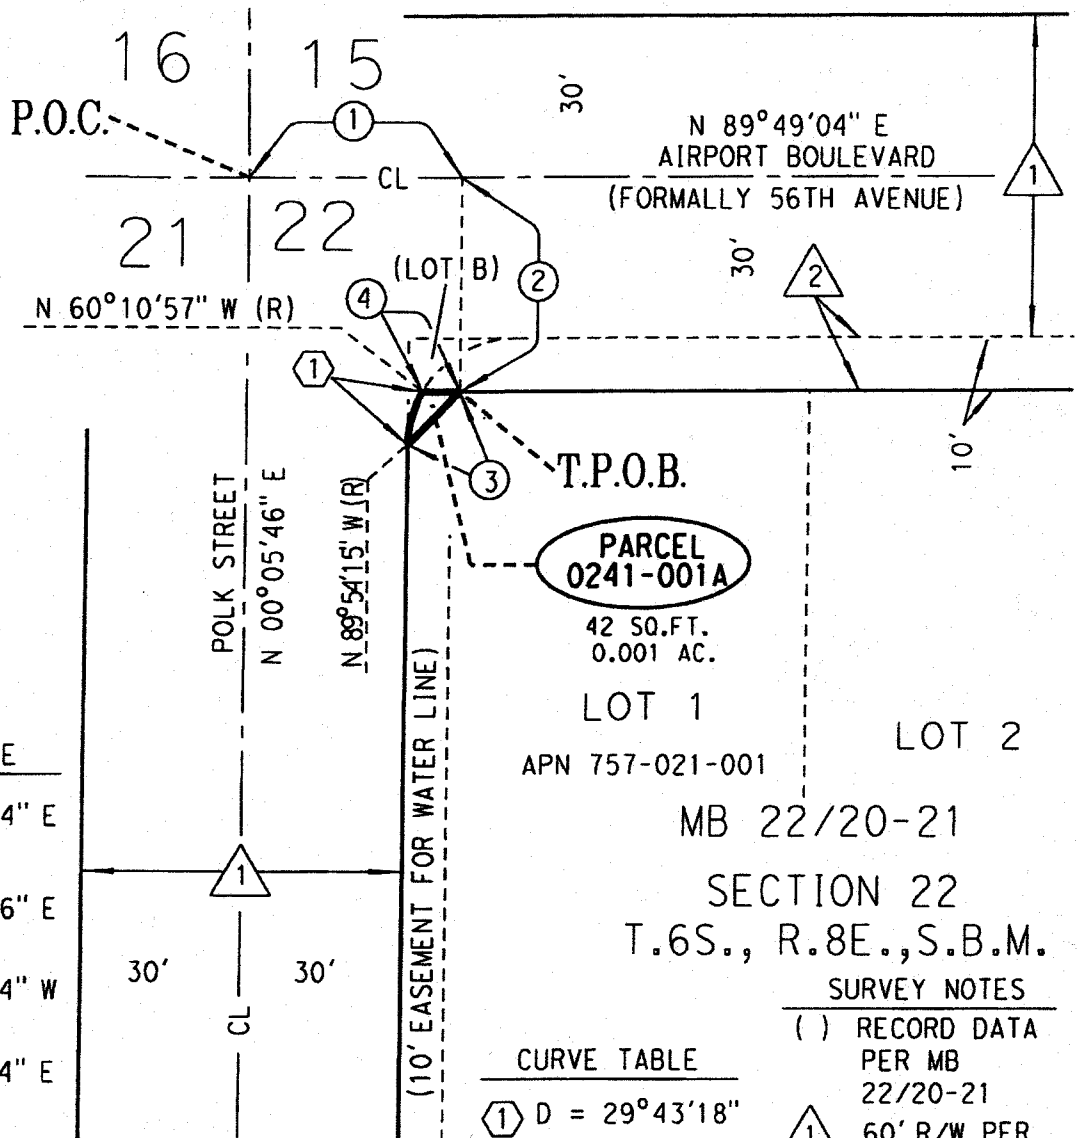 16
15
P.O.C.
1
30'
N 89°49'04" E
AIRPORT BOULEVARD
1
CL
(FORMALLY 56TH AVENUE)
21
22
(LOT B)
2
30'
2
N 60°10'57" W (R)
4
1
10'
3
T.P.O.B.
POLK STREET
N 00°05'46" E
N 89°54'15" W (R)
PARCEL
0241-001A
42 SQ.FT.
0.001 AC.
(10' EASEMENT FOR WATER LINE)
LOT 1
LOT 2
APN 757-021-001
E
4" E
MB 22/20-21
1
6" E
SECTION 22
T.6S., R.8E.,S.B.M.
30'
30'
4" W
CL
SURVEY NOTES
( ) RECORD DATA
PER MB
22/20-21
4" E
CURVE TABLE
1 D = 29°43'18"
1 60' R/W PER